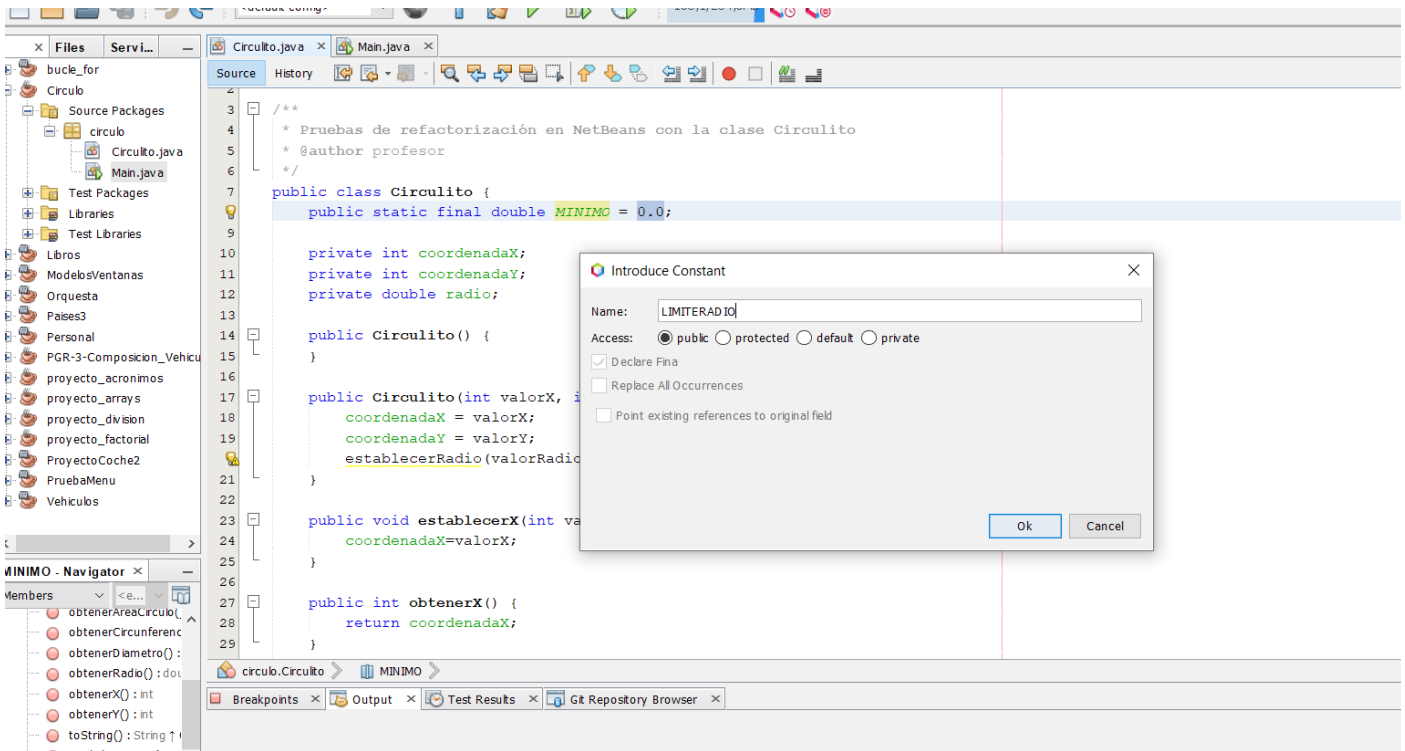 <default config>
Files Servi...
Circulito.java Main.java
Source History
bucle_for
Circulo
Source Packages
circulo
Circulito.java
Main.java
Test Packages
Libraries
Test Libraries
Libros
ModelosVentanas
Orquesta
Paises3
Personal
PGR-3-Composicion_Vehicu
proyecto_acronimos
proyecto_arrays
proyecto_division
proyecto_factorial
ProyectoCoche2
PruebaMenu
Vehiculos
2
3 /**
4 * Pruebas de refactorización en NetBeans con la clase Circulito
5 * @author profesor
6 */
7 public class Circulito {
public static final double MINIMO = 0.0;
9
10 private int coordenadaX;
11 private int coordenadaY;
12 private double radio;
13
14 public Circulito() {
15 }
16
17 public Circulito(int valorX, i
18 coordenadaX = valorX;
19 coordenadaY = valorY;
establecerRadio(valorRadio
21 }
22
23 public void establecerX(int va
24 coordenadaX=valorX;
25 }
26
27 public int obtenerX() {
28 return coordenadaX;
29 }
Introduce Constant
Name: LIMITERADIO
Access: public protected default private
Declare Fina
Replace All Occurrences
Point existing references to original field
Ok Cancel
MINIMO - Navigator
Members <e...
obtenerAreaCirculo(
obtenerCircunferenc
obtenerDiametro() :
obtenerRadio() : dou
obtenerX() : int
obtenerY() : int
toString() : String ↑
circulo.Circulito MINIMO
Breakpoints Output Test Results Git Repository Browser